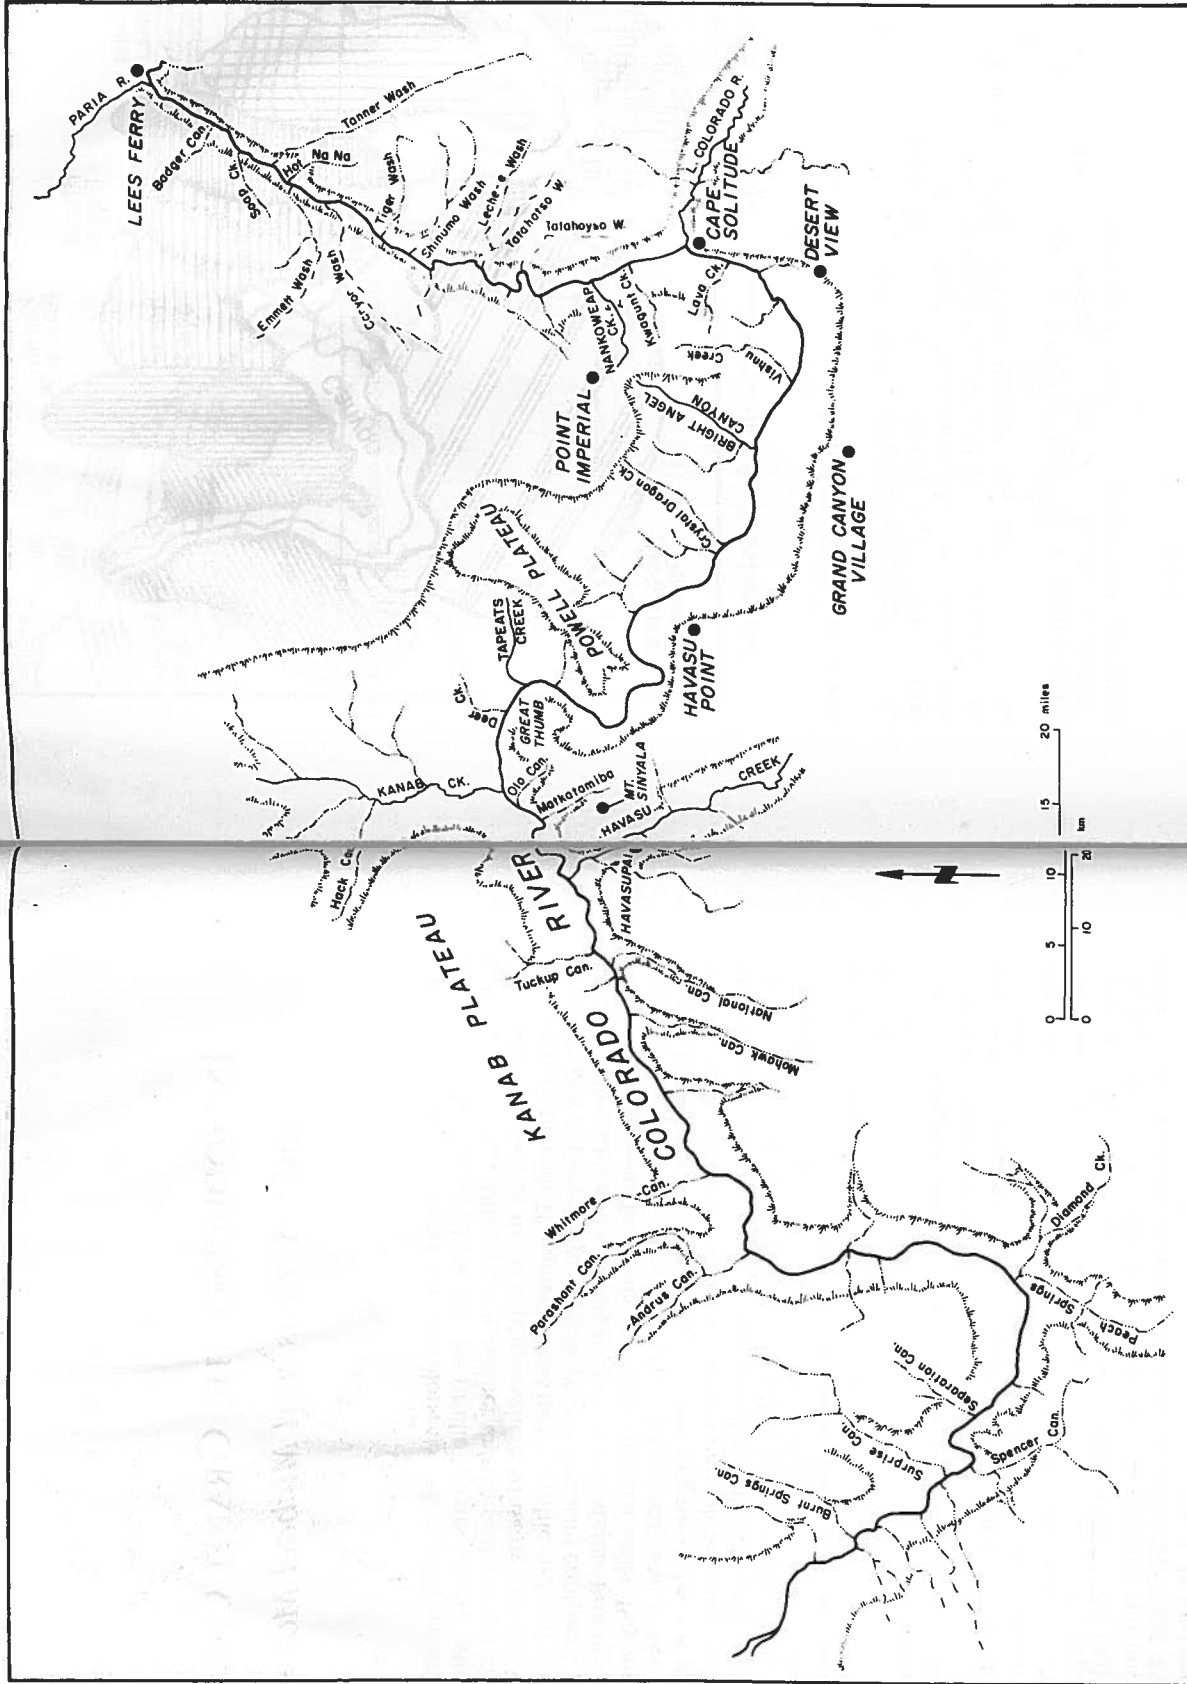 PARIA R.
LEES FERRY
Badger Can.
Soap Ck.
Tanner Wash
Hot
Na Na
Tiger Wash
Emmett Wash
Shinumo Wash
Leche-e Wash
Tatahatso W.
Tatahoyso W.
L. COLORADO R.
CAPE
SOLITUDE
DESERT
VIEW
NANKOWEAP
CK.
Kwagunt Ck.
Lava Ck.
Vishnu
Creek
POINT
IMPERIAL
BRIGHT ANGEL
CANYON
Crystal Dragon Ck.
GRAND CANYON
VILLAGE
POWELL PLATEAU
TAPEATS
CREEK
HAVASU
POINT
Deer
Ck.
GREAT
THUMB
KANAB CK.
Olo Can.
Matkatamiba
MT.
SINYALA
HAVASU
CREEK
Hack Can.
HAVASUPAI
KANAB PLATEAU
COLORADO RIVER
Tuckup Can.
National Can.
Mohawk Can.
Whitmore
Can.
Parashant Can.
Andrus Can.
Diamond
Ck.
Peach
Springs
Separation Can.
Spencer
Can.
Surprise Can.
Burnt Springs Can.
N
0 5 10 15 20 miles
0 10 20
km